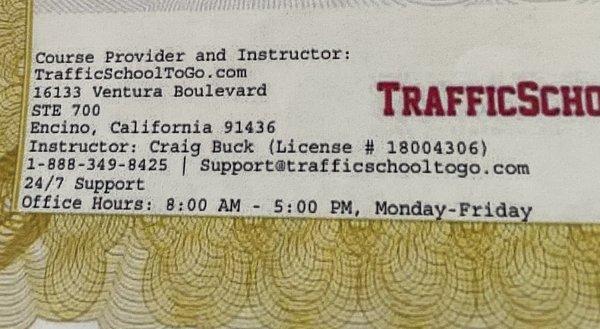 Course Provider and Instructor:
TrafficSchoolToGo.com
16133 Ventura Boulevard
STE 700
Encino, California 91436
Instructor: Craig Buck (License # 18004306)
1-888-349-8425 | Support@trafficschooltogo.com
24/7 Support
Office Hours: 8:00 AM - 5:00 PM, Monday-Friday
TRAFFICSCHO